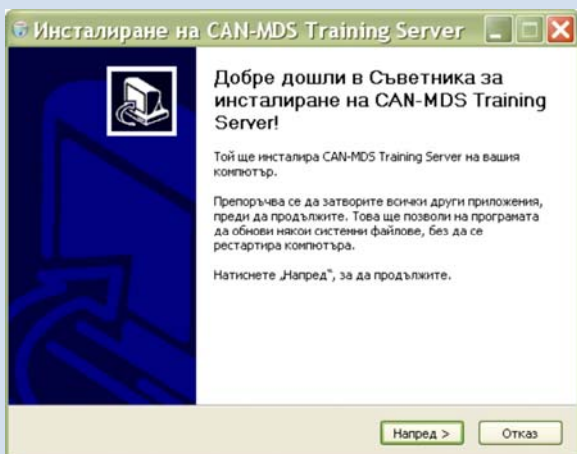 Инсталиране на CAN-MDS Training Server
Добре дошли в Съветника за
инсталиране на CAN-MDS Training
Server!
Той ще инсталира CAN-MDS Training Server на вашия
компютър.
Препоръчва се да затворите всички други приложения,
преди да продължите. Това ще позволи на програмата
да обнови някои системни файлове, без да се
рестартира компютъра.
Натиснете „Напред“, за да продължите.
Напред >
Отказ